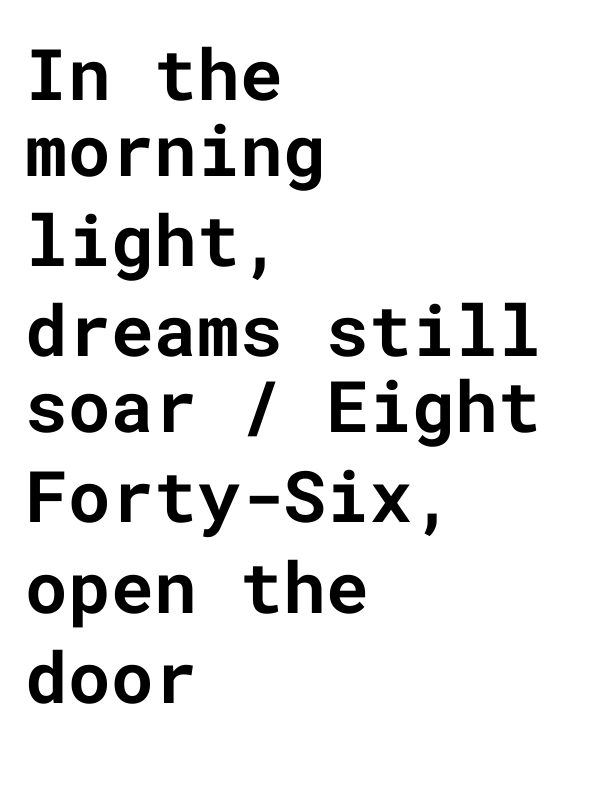 In the
morning
light,
dreams still
soar / Eight
Forty-Six,
open the
door